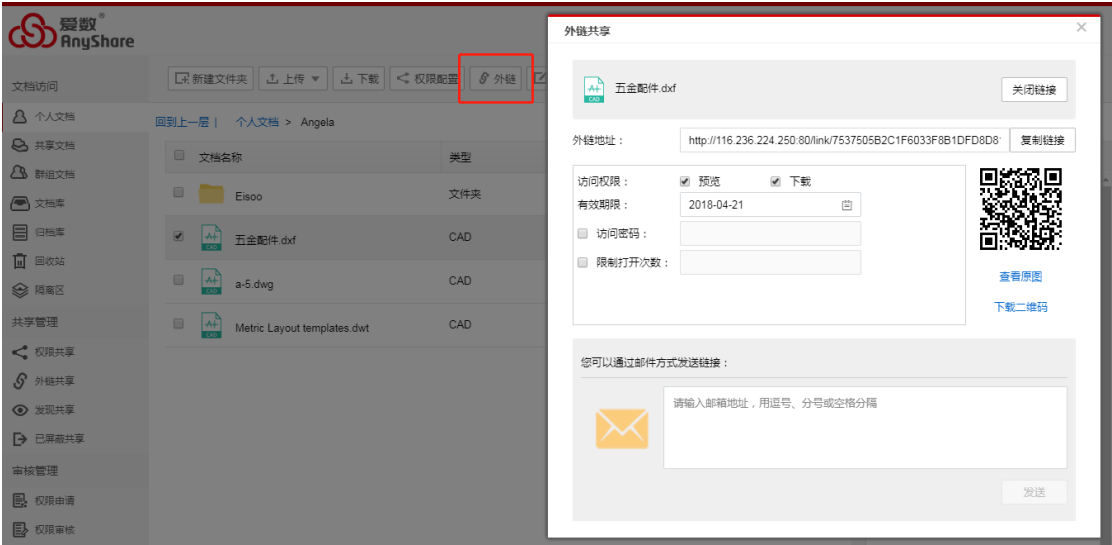 爱数®
AnyShare
文档访问
个人文档
共享文档
群组文档
文档库
归档库
回收站
隔离区
共享管理
权限共享
外链共享
发现共享
已屏蔽共享
审核管理
权限申请
权限审核
新建文件夹 上传 下载 权限配置 外链
回到上一层 | 个人文档 > Angela
文档名称 类型
Eisoo 文件夹
五金配件.dxf CAD
a-5.dwg CAD
Metric Layout templates.dwt CAD
外链共享
五金配件.dxf 关闭链接
外链地址： http://116.236.224.250:80/link/7537505B2C1F6033F8B1DFD8D8 复制链接
访问权限： 预览 下载
有效期限： 2018-04-21
访问密码：
限制打开次数：
查看原图
下载二维码
您可以通过邮件方式发送链接：
请输入邮箱地址，用逗号、分号或空格分隔
发送